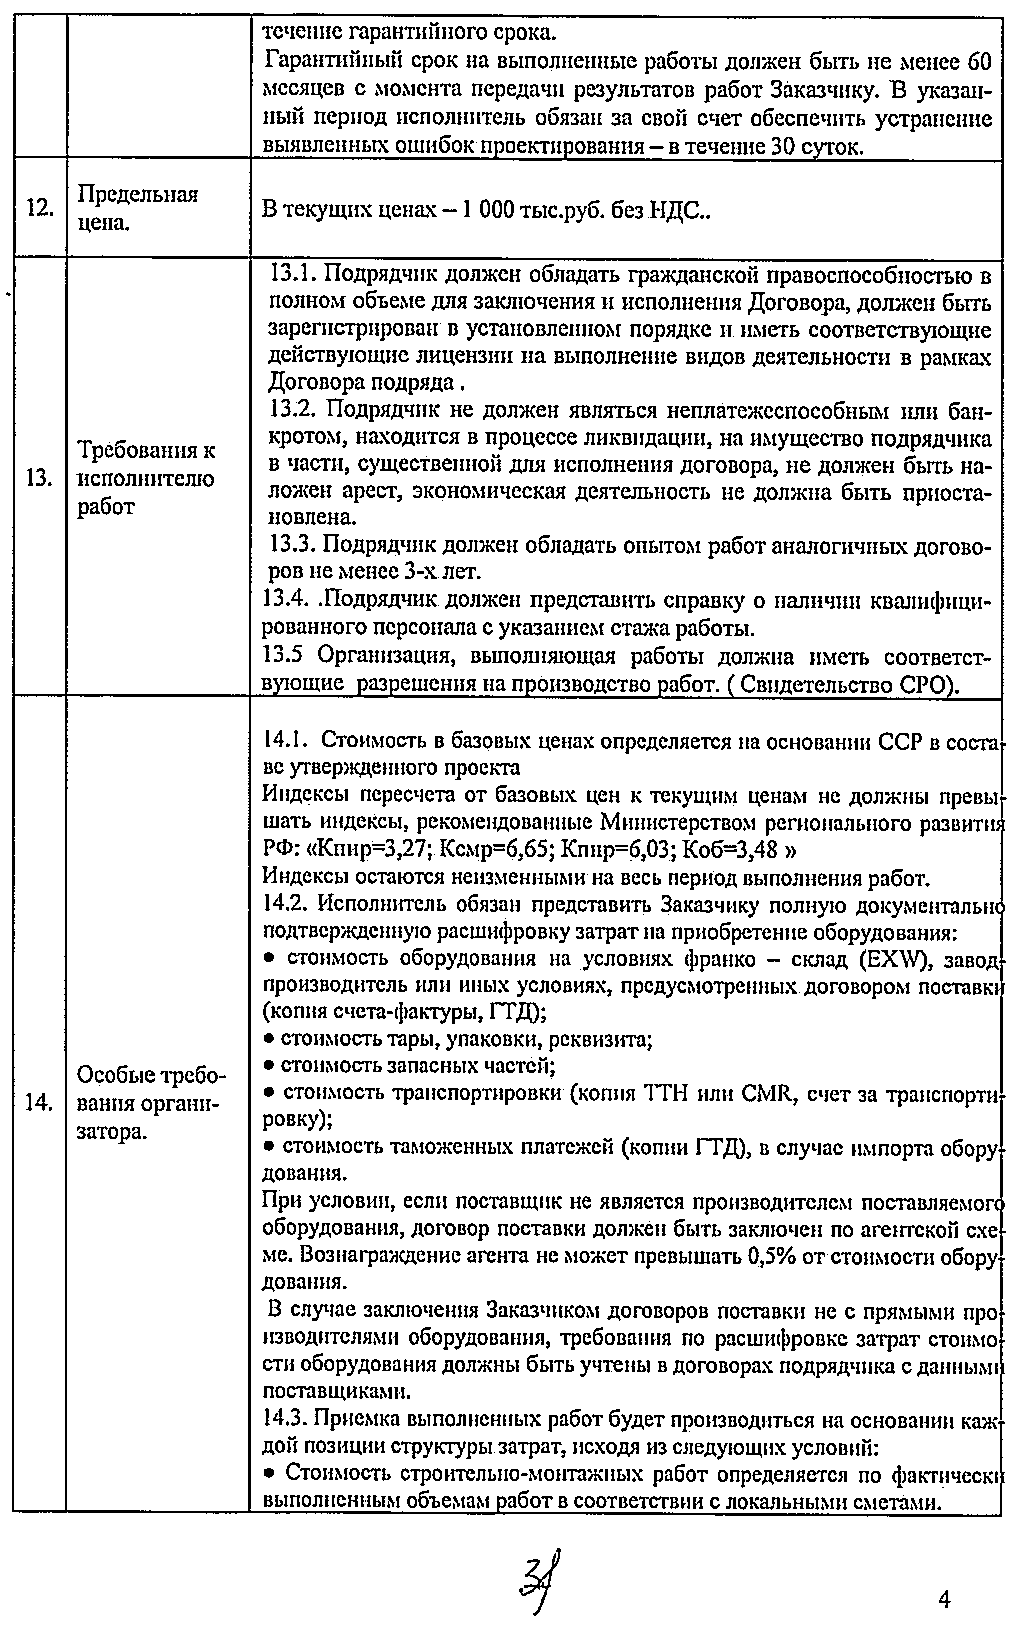 течение гарантийного срока.
Гарантийный срок на выполненные работы должен быть не менее 60
месяцев с момента передачи результатов работ Заказчику. В указан-
ный период исполнитель обязан за свой счет обеспечить устранение
выявленных ошибок проектирования – в течение 30 суток.
12.
Предельная
цена.
В текущих ценах – 1 000 тыс.руб. без НДС..
13.
Требования к
исполнителю
работ
13.1. Подрядчик должен обладать гражданской правоспособностью в
полном объеме для заключения и исполнения Договора, должен быть
зарегистрирован в установленном порядке и иметь соответствующие
действующие лицензии на выполнение видов деятельности в рамках
Договора подряда .
13.2. Подрядчик не должен являться неплатежеспособным или бан-
кротом, находится в процессе ликвидации, на имущество подрядчика
в части, существенной для исполнения договора, не должен быть на-
ложен арест, экономическая деятельность не должна быть приоста-
новлена.
13.3. Подрядчик должен обладать опытом работ аналогичных догово-
ров не менее 3-х лет.
13.4. .Подрядчик должен представить справку о наличии квалифици-
рованного персонала с указанием стажа работы.
13.5 Организация, выполняющая работы должна иметь соответст-
вующие разрешения на производство работ. ( Свидетельство СРО).
14.
Особые требо-
вания органи-
затора.
14.1. Стоимость в базовых ценах определяется на основании ССР в соста-
ве утвержденного проекта
Индексы пересчета от базовых цен к текущим ценам не должны превы-
шать индексы, рекомендованные Министерством регионального развития
РФ: «Кпир=3,27; Ксмр=6,65; Кпнр=6,03; Коб=3,48 »
Индексы остаются неизменными на весь период выполнения работ.
14.2. Исполнитель обязан представить Заказчику полную документально
подтвержденную расшифровку затрат на приобретение оборудования:
• стоимость оборудования на условиях франко – склад (EXW), завод-
производитель или иных условиях, предусмотренных договором поставки
(копия счета-фактуры, ГТД);
• стоимость тары, упаковки, реквизита;
• стоимость запасных частей;
• стоимость транспортировки (копия ТТН или CMR, счет за транспорти-
ровку);
• стоимость таможенных платежей (копии ГТД), в случае импорта обору-
дования.
При условии, если поставщик не является производителем поставляемого
оборудования, договор поставки должен быть заключен по агентской схе-
ме. Вознаграждение агента не может превышать 0,5% от стоимости обору-
дования.
В случае заключения Заказчиком договоров поставки не с прямыми про-
изводителями оборудования, требования по расшифровке затрат стоимо-
сти оборудования должны быть учтены в договорах подрядчика с данными
поставщиками.
14.3. Приемка выполненных работ будет производиться на основании каж-
дой позиции структуры затрат, исходя из следующих условий:
• Стоимость строительно-монтажных работ определяется по фактически
выполненным объемам работ в соответствии с локальными сметами.
4